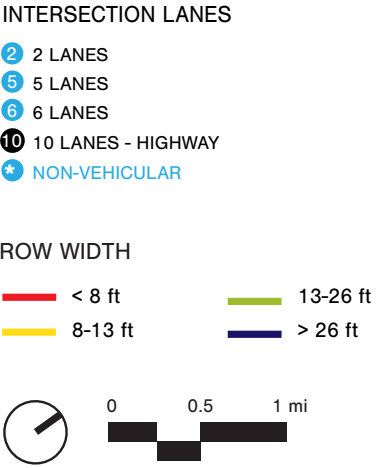 INTERSECTION LANES
2 2 LANES
5 5 LANES
6 6 LANES
10 10 LANES - HIGHWAY
* NON-VEHICULAR
ROW WIDTH
< 8 ft 13-26 ft
8-13 ft > 26 ft
0 0.5 1 mi